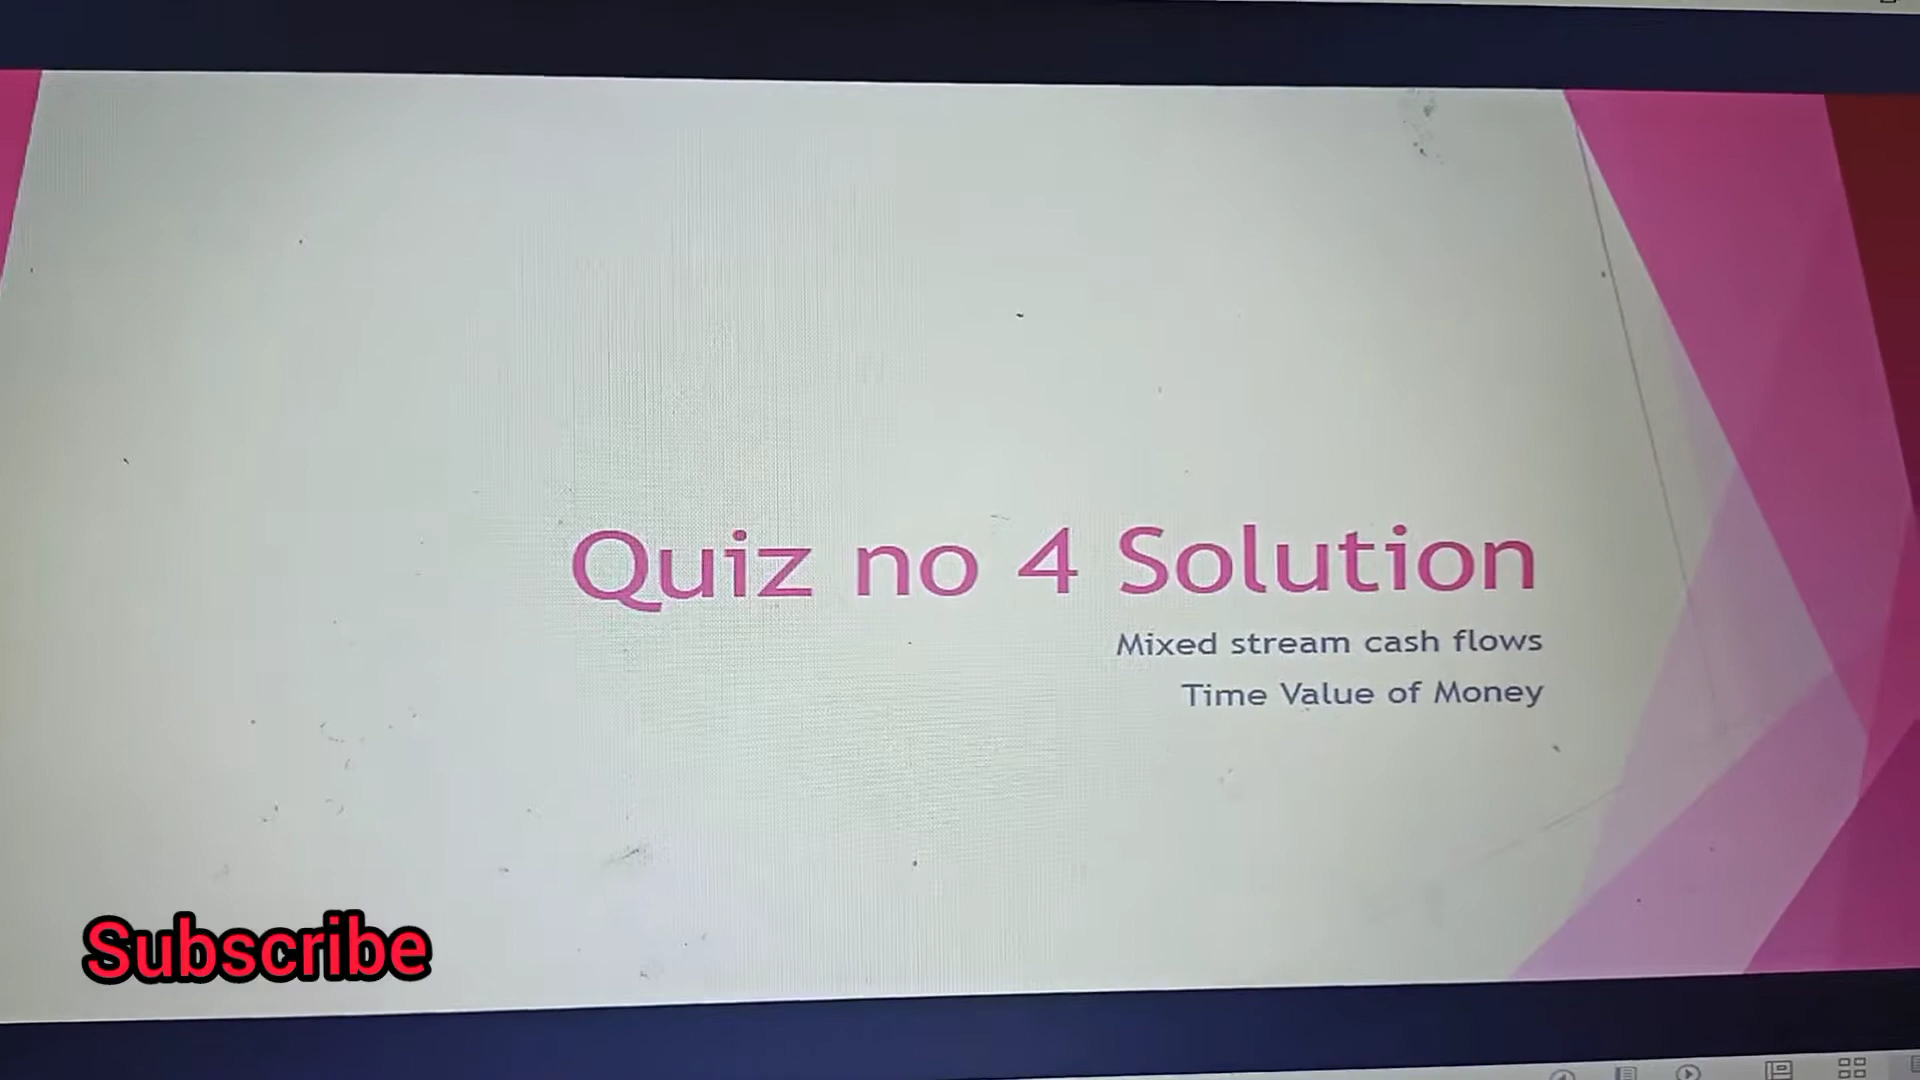 Quiz no 4 Solution
Mixed stream cash flows
Time Value of Money
Subscribe